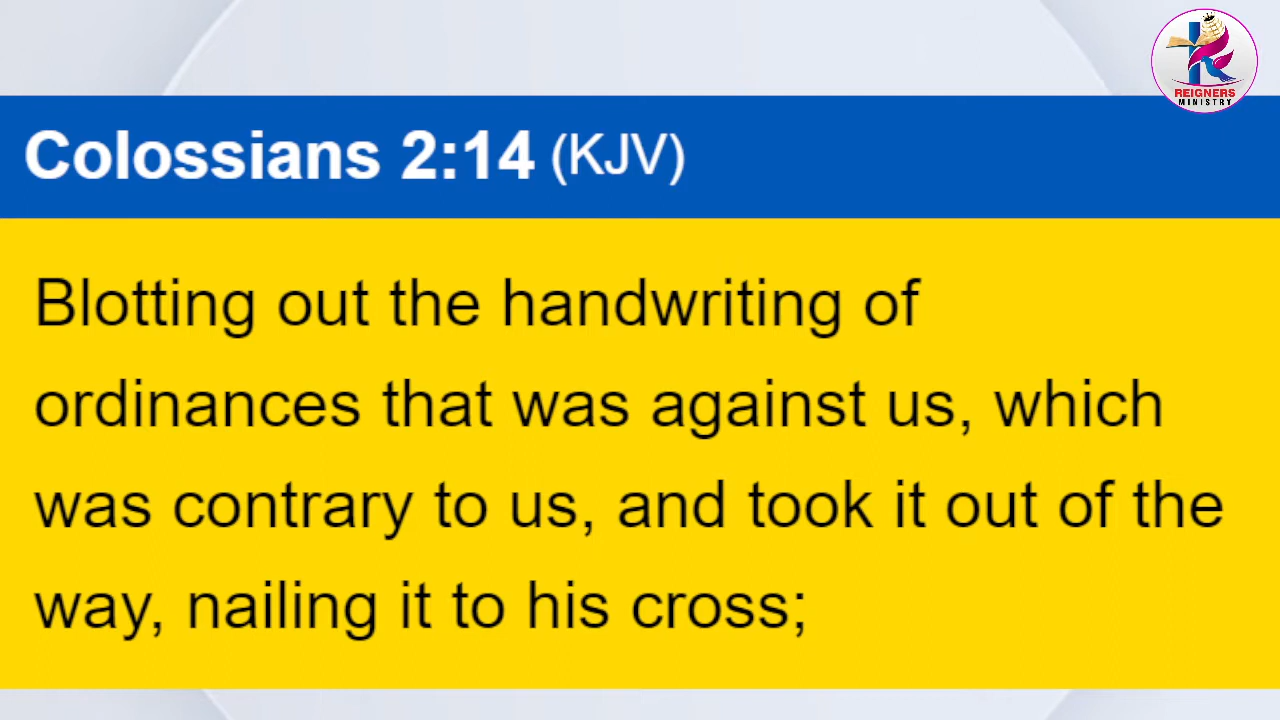 REIGNERS
MINISTRY
Colossians 2:14 (KJV)
Blotting out the handwriting of
ordinances that was against us, which
was contrary to us, and took it out of the
way, nailing it to his cross;